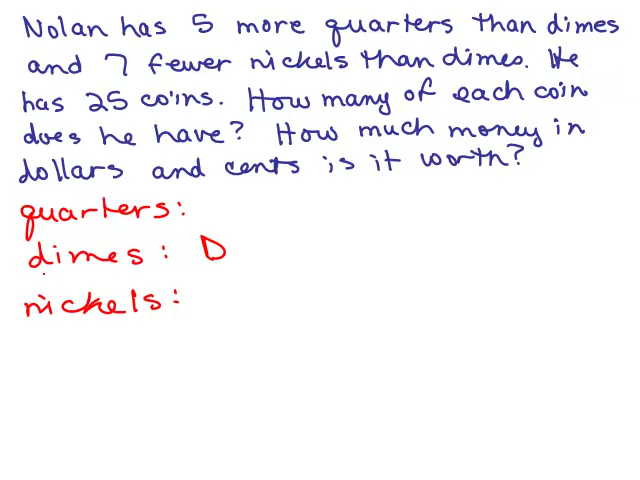 Nolan has 5 more quarters than dimes
and 7 fewer nickels than dimes. He
has 25 coins. How many of each coin
does he have? How much money in
dollars and cents is it worth?
quarters:
dimes: D
nickels: